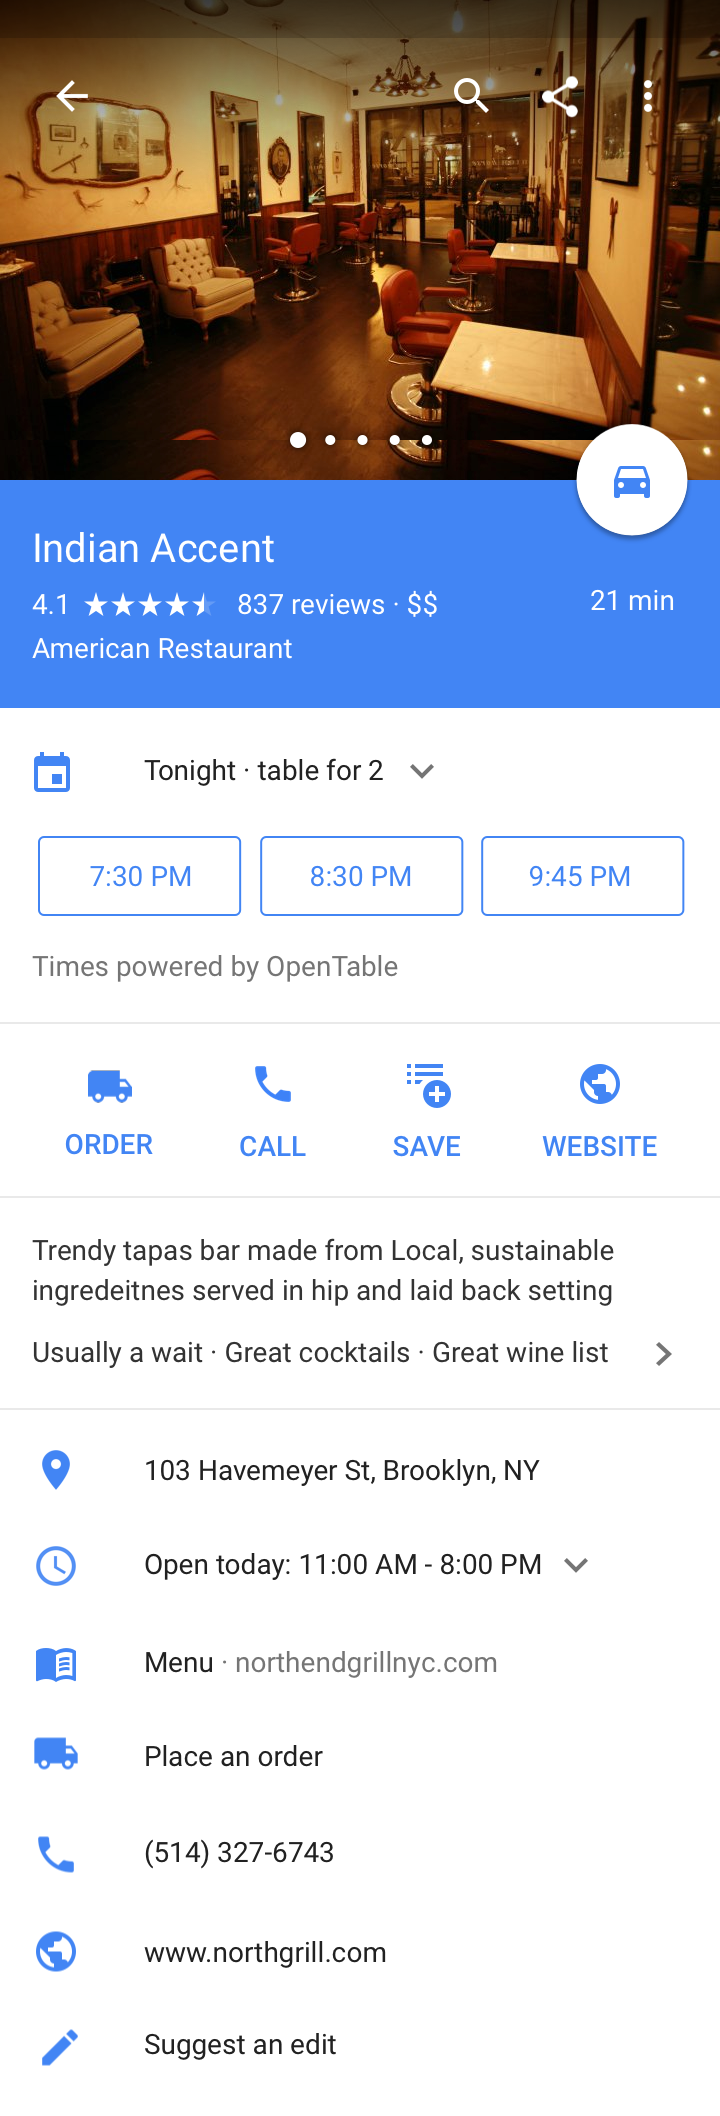 Indian Accent
4.1 837 reviews · $$
21 min
American Restaurant
Tonight · table for 2
7:30 PM 8:30 PM 9:45 PM
Times powered by OpenTable
ORDER CALL SAVE WEBSITE
Trendy tapas bar made from Local, sustainable
ingredeitnes served in hip and laid back setting
Usually a wait · Great cocktails · Great wine list
103 Havemeyer St, Brooklyn, NY
Open today: 11:00 AM - 8:00 PM
Menu · northendgrillnyc.com
Place an order
(514) 327-6743
www.northgrill.com
Suggest an edit